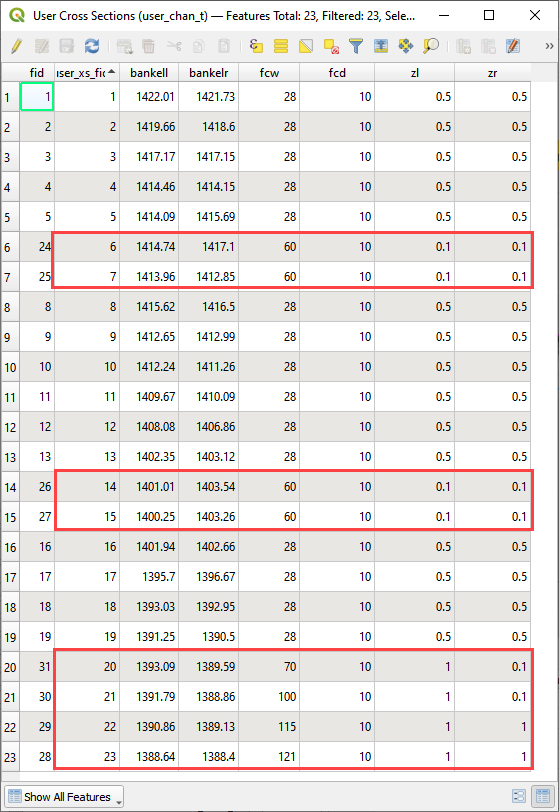 User Cross Sections (user_chan_t) — Features Total: 23, Filtered: 23, Sele...
fid user_xs_fic bankell bankelr fcw fcd zl zr
1 1 1 1422.01 1421.73 28 10 0.5 0.5
2 2 2 1419.66 1418.6 28 10 0.5 0.5
3 3 3 1417.17 1417.15 28 10 0.5 0.5
4 4 4 1414.46 1414.15 28 10 0.5 0.5
5 5 5 1414.09 1415.69 28 10 0.5 0.5
6 24 6 1414.74 1417.1 60 10 0.1 0.1
7 25 7 1413.96 1412.85 60 10 0.1 0.1
8 8 8 1415.62 1416.5 28 10 0.5 0.5
9 9 9 1412.65 1412.99 28 10 0.5 0.5
10 10 10 1412.24 1411.26 28 10 0.5 0.5
11 11 11 1409.67 1410.09 28 10 0.5 0.5
12 12 12 1408.08 1406.86 28 10 0.5 0.5
13 13 13 1402.35 1403.12 28 10 0.5 0.5
14 26 14 1401.01 1403.54 60 10 0.1 0.1
15 27 15 1400.25 1403.26 60 10 0.1 0.1
16 16 16 1401.94 1402.66 28 10 0.5 0.5
17 17 17 1395.7 1396.67 28 10 0.5 0.5
18 18 18 1393.03 1392.95 28 10 0.5 0.5
19 19 19 1391.25 1390.5 28 10 0.5 0.5
20 31 20 1393.09 1389.59 70 10 1 0.1
21 30 21 1391.79 1388.86 100 10 1 0.1
22 29 22 1390.86 1389.13 115 10 1 1
23 28 23 1388.64 1388.4 121 10 1 1
Show All Features